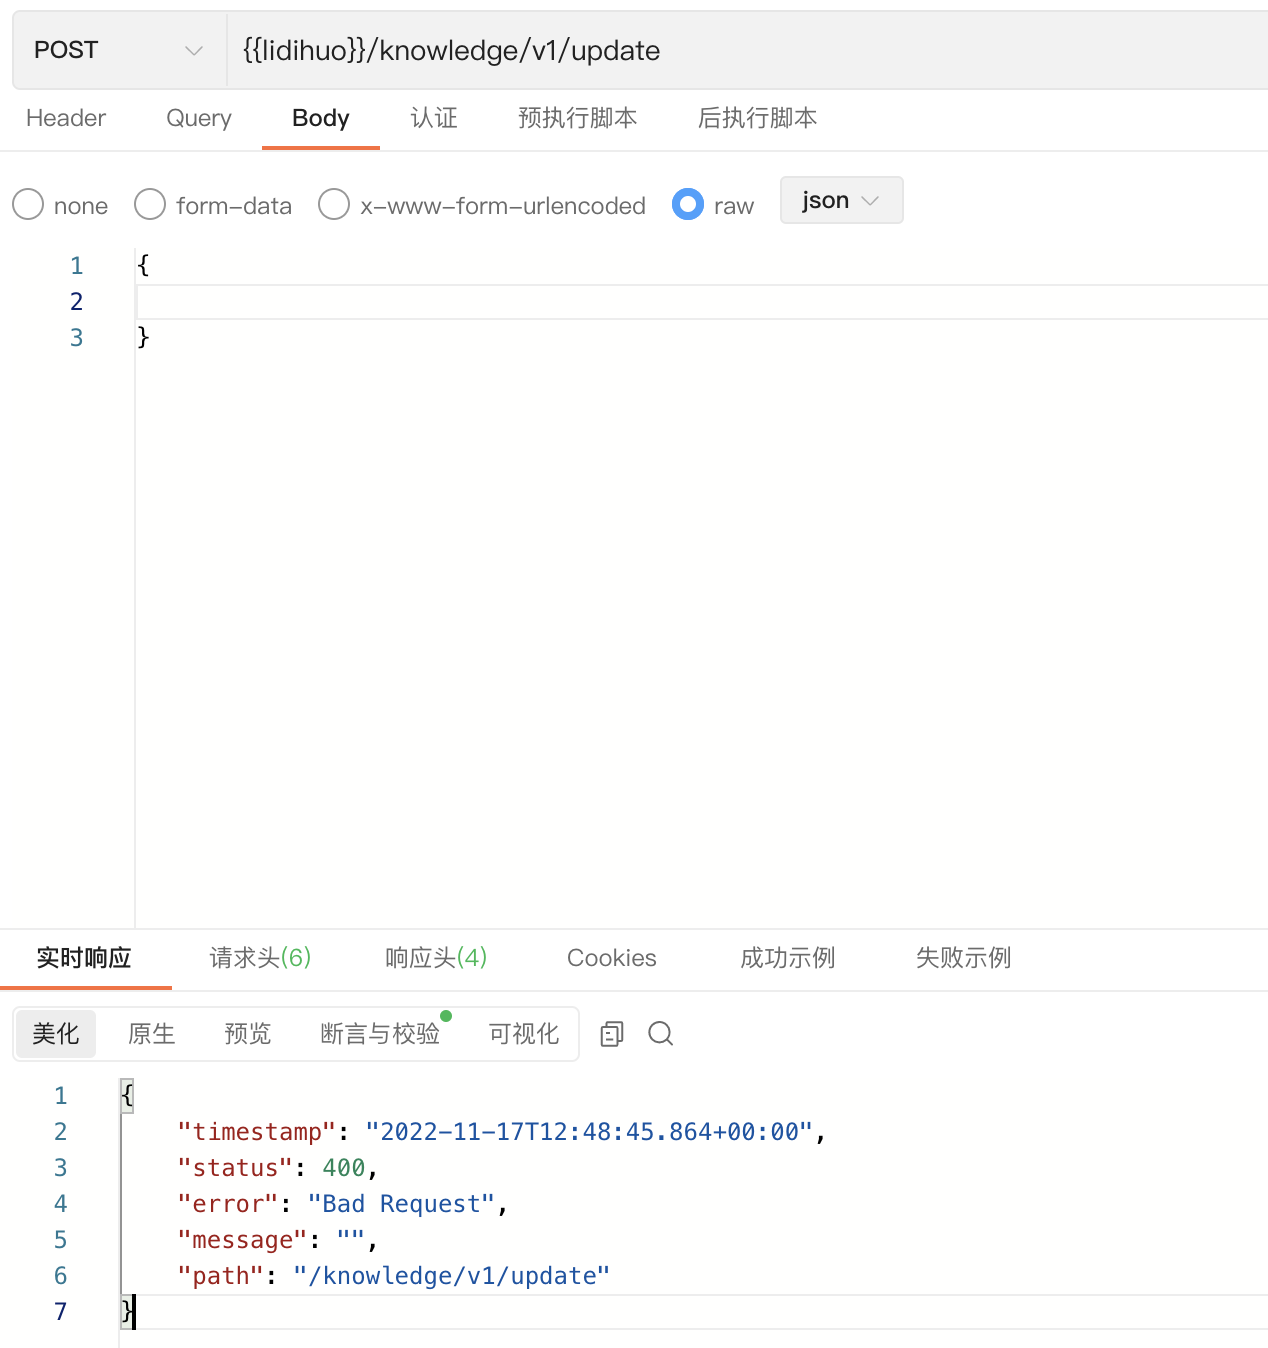 POST {{lidihuo}}/knowledge/v1/update
Header Query Body 认证 预执行脚本 后执行脚本
none form-data x-www-form-urlencoded raw json
1 {
2
3 }
实时响应 请求头(6) 响应头(4) Cookies 成功示例 失败示例
美化 原生 预览 断言与校验 可视化
1 {
2 "timestamp": "2022-11-17T12:48:45.864+00:00",
3 "status": 400,
4 "error": "Bad Request",
5 "message": "",
6 "path": "/knowledge/v1/update"
7 }